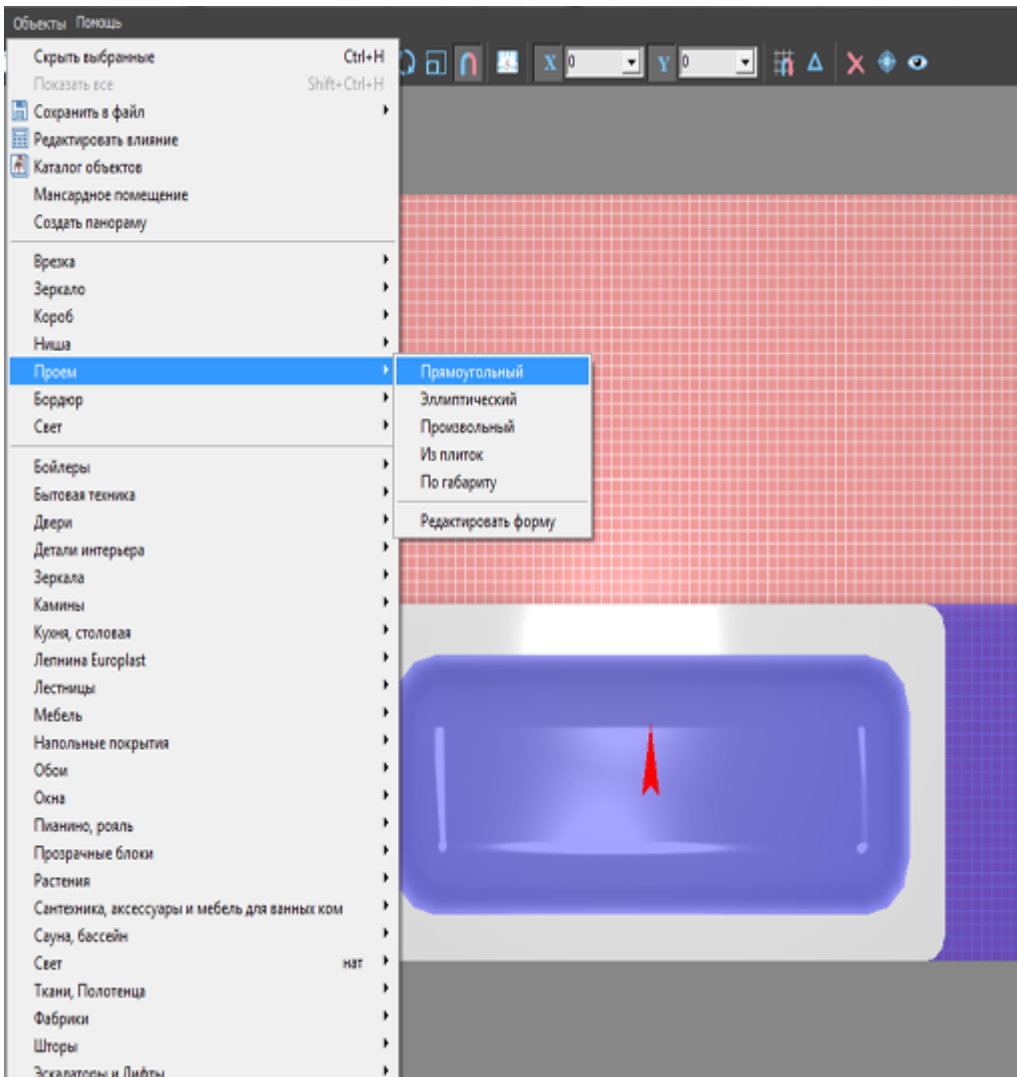 Объекты Помощь
Скрыть выбранные Ctrl+H
Показать все Shift+Ctrl+H
Сохранить в файл
Редактировать влияние
Каталог объектов
Мансардное помещение
Создать панораму
X 0 Y 0
Врезка
Зеркало
Короб
Ниша
Проем
Бордюр
Свет
Прямоугольный
Эллиптический
Произвольный
Из плиток
По габариту
Редактировать форму
Бойлеры
Бытовая техника
Двери
Детали интерьера
Зеркала
Камины
Кухня, столовая
Лепнина Europlast
Лестницы
Мебель
Напольные покрытия
Обои
Окна
Пианино, рояль
Прозрачные блоки
Растения
Сантехника, аксессуары и мебель для ванных ком
Сауна, бассейн
Свет нат
Ткани, Полотенца
Фабрики
Шторы
Эскалаторы и Лифты